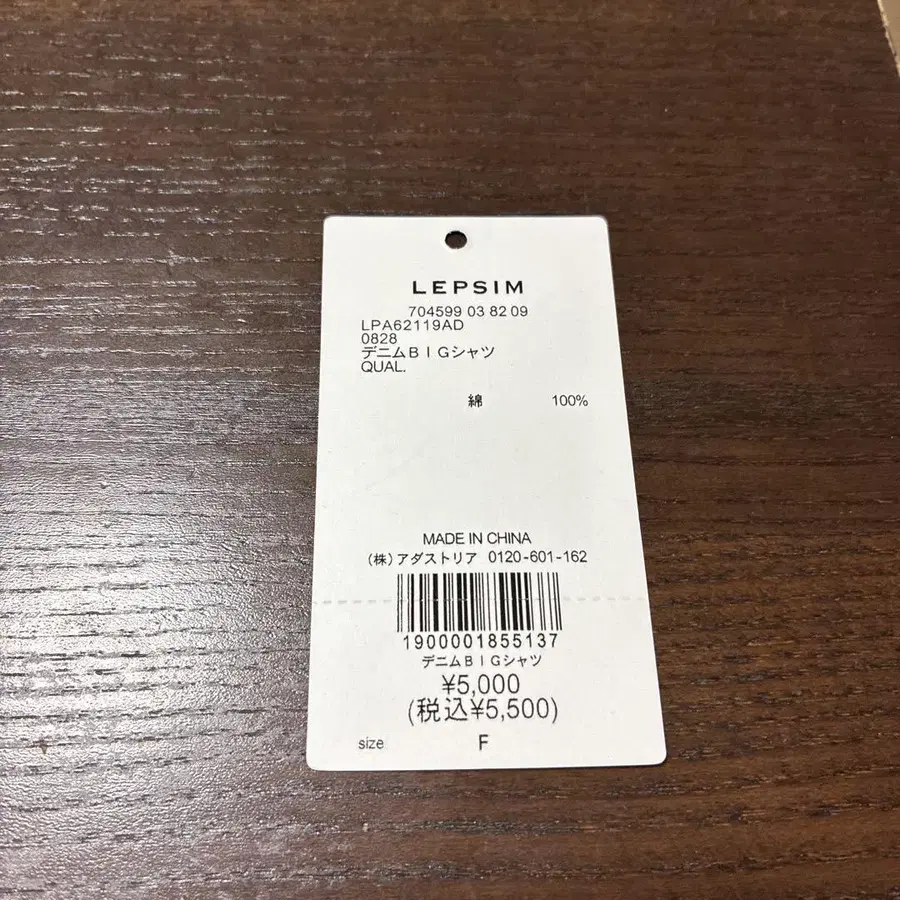 LEPSIM
704599 03 82 09
LPA62119AD
0828
デニムＢＩＧシャツ
QUAL.
綿 100%
MADE IN CHINA
（株）アダストリア 0120-601-162
1900001855137
デニムＢＩＧシャツ
¥5,000
(税込¥5,500)
size F